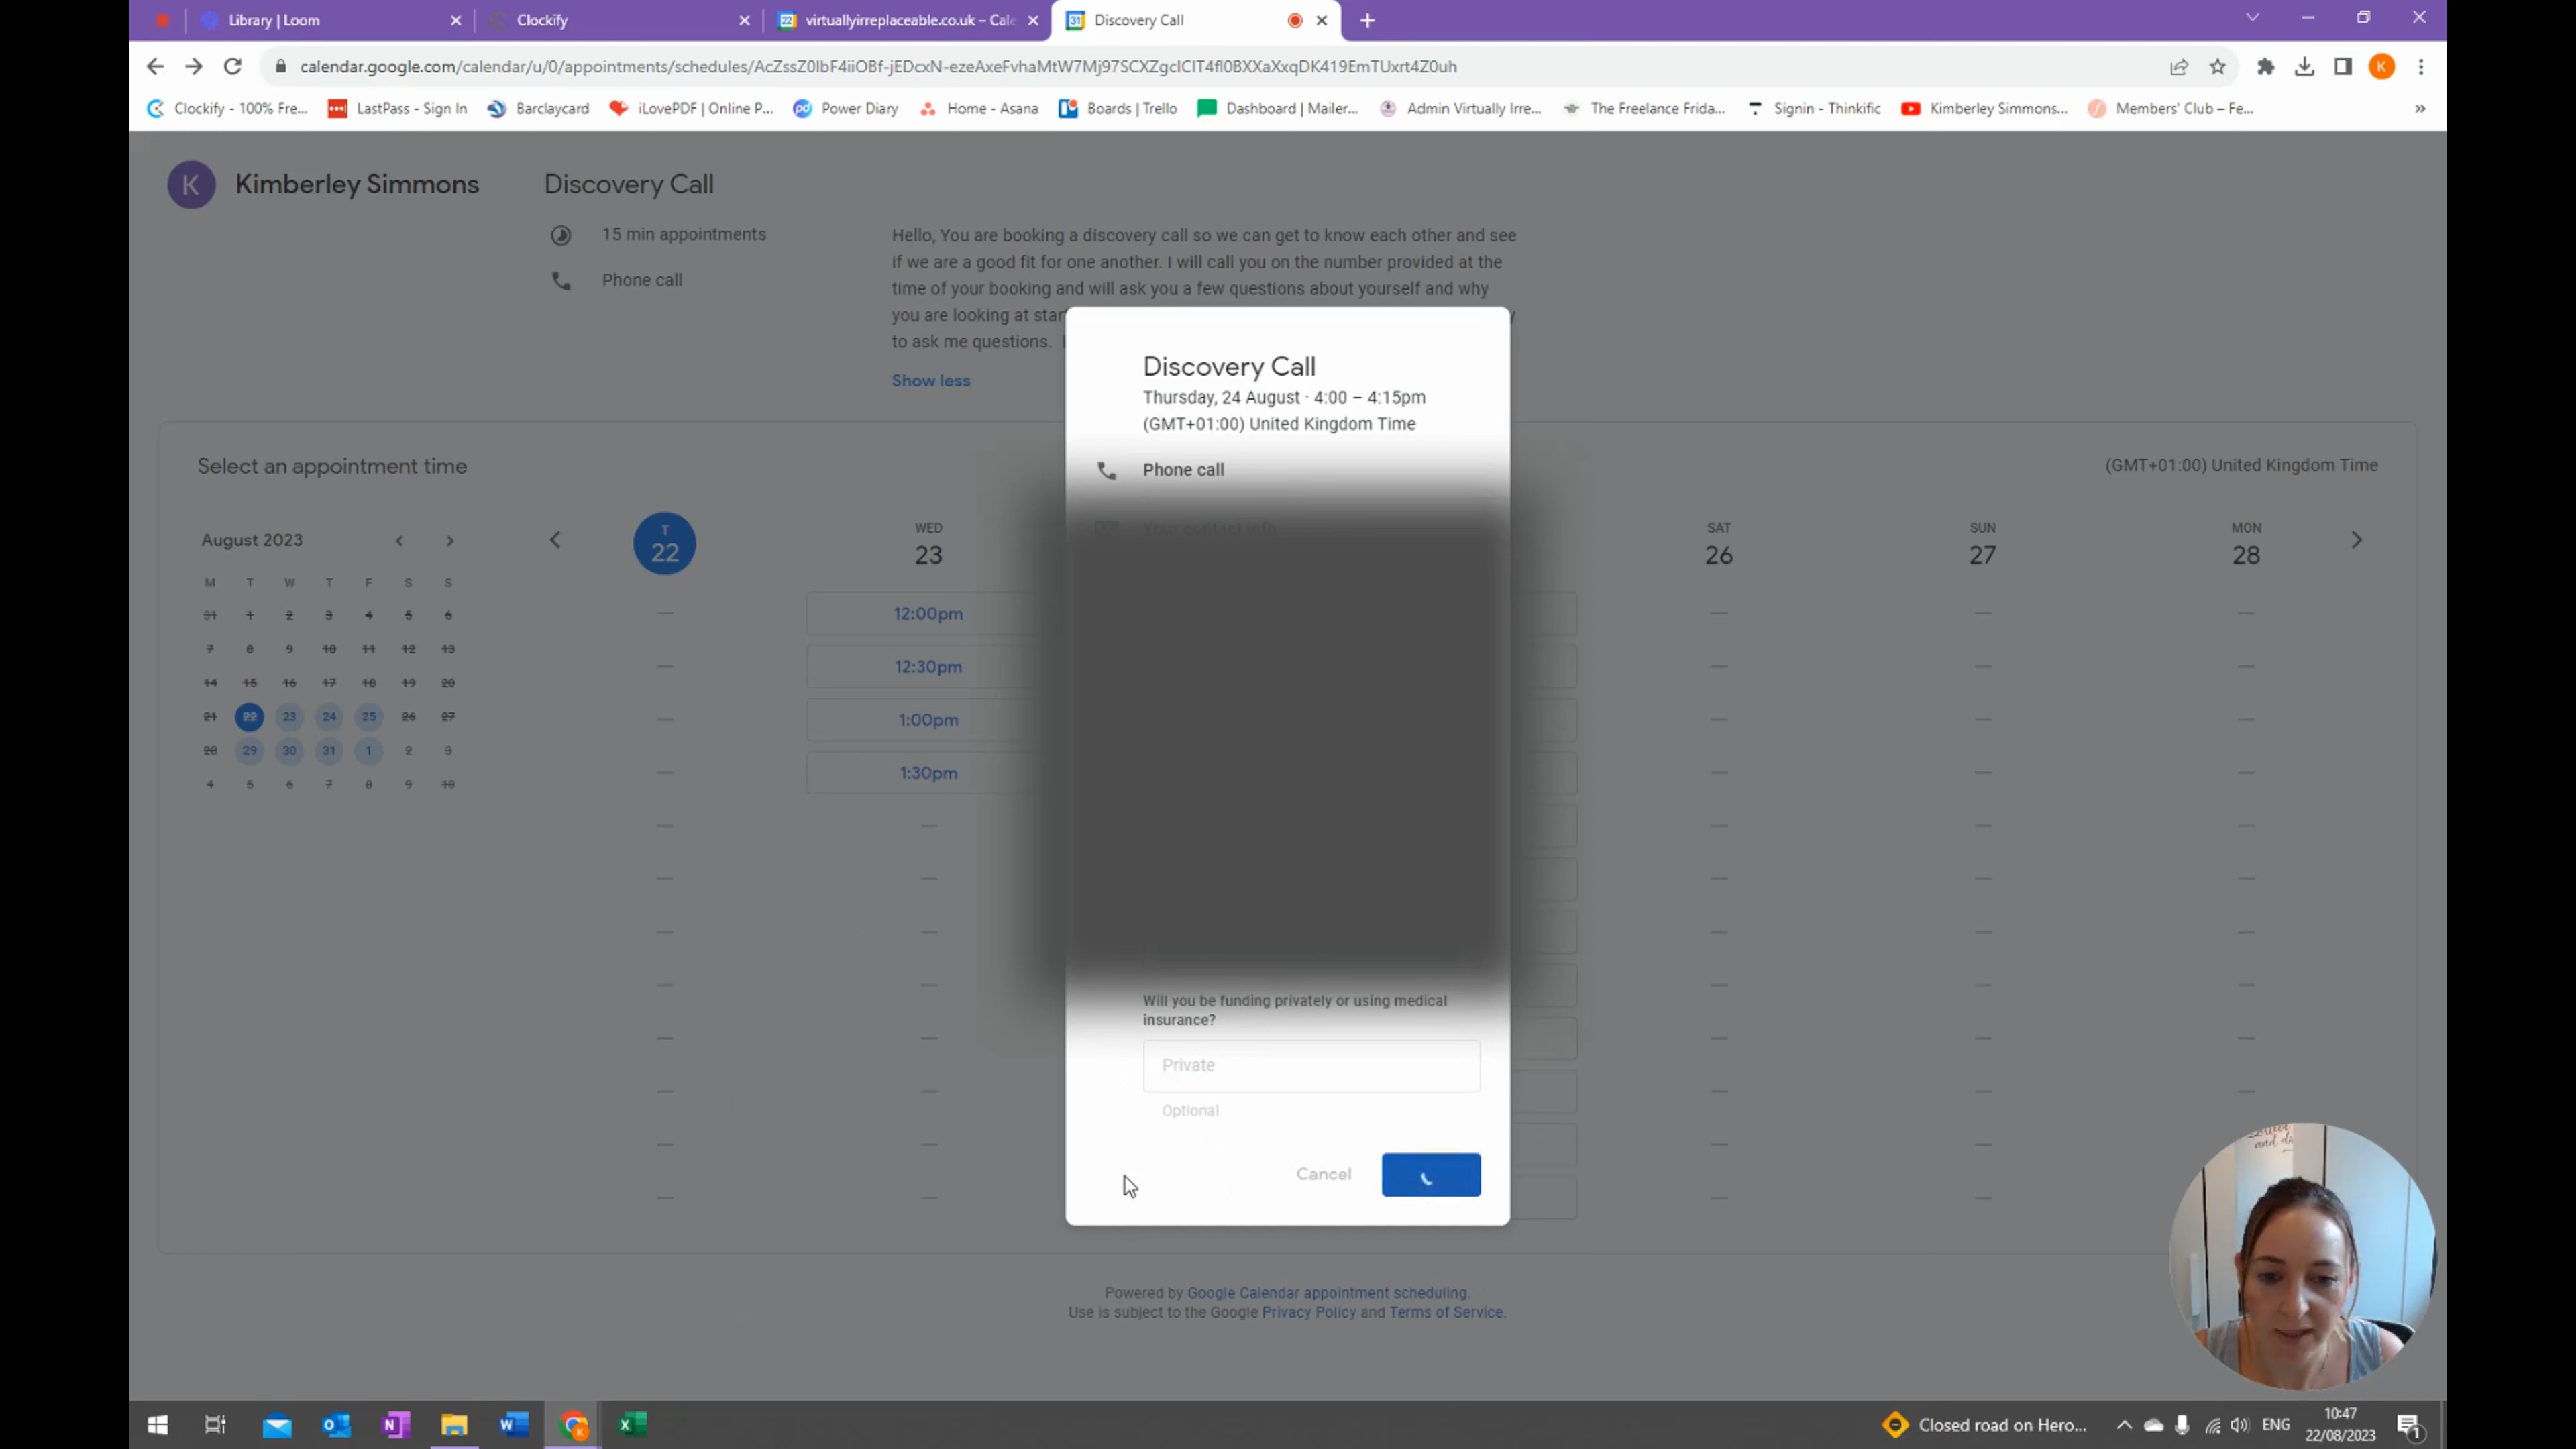 Library | Loom
Clockify
virtuallyirreplaceable.co.uk – Cale
Discovery Call
calendar.google.com/calendar/u/0/appointments/schedules/AcZssZ0IbF4iiOBf-jEDcxN-ezeAxeFvhaMtW7Mj97SCXZgcICIT4fl0BXXaXxqDK419EmTUxrt4Z0uh
K
Clockify - 100% Fre...
LastPass - Sign In
Barclaycard
iLovePDF | Online P...
Power Diary
Home - Asana
Boards | Trello
Dashboard | Mailer...
Admin Virtually Irre...
The Freelance Frida...
Signin - Thinkific
Kimberley Simmons...
Members' Club – Fe...
K
Kimberley Simmons
Discovery Call
15 min appointments
Phone call
Hello, You are booking a discovery call so we can get to know each other and see
if we are a good fit for one another. I will call you on the number provided at the
time of your booking and will ask you a few questions about yourself and why
you are looking at star
to ask me questions.
Show less
Discovery Call
Thursday, 24 August · 4:00 – 4:15pm
(GMT+01:00) United Kingdom Time
Phone call
Your contact info
Will you be funding privately or using medical
insurance?
Private
Optional
Cancel
Select an appointment time
(GMT+01:00) United Kingdom Time
August 2023
M T W T F S S
31 1 2 3 4 5 6
7 8 9 10 11 12 13
14 15 16 17 18 19 20
21 22 23 24 25 26 27
28 29 30 31 1 2 3
4 5 6 7 8 9 10
T
22
WED
23
SAT
26
SUN
27
MON
28
12:00pm
12:30pm
1:00pm
1:30pm
Powered by Google Calendar appointment scheduling.
Use is subject to the Google Privacy Policy and Terms of Service.
Closed road on Hero...
ENG
10:47
22/08/2023
1